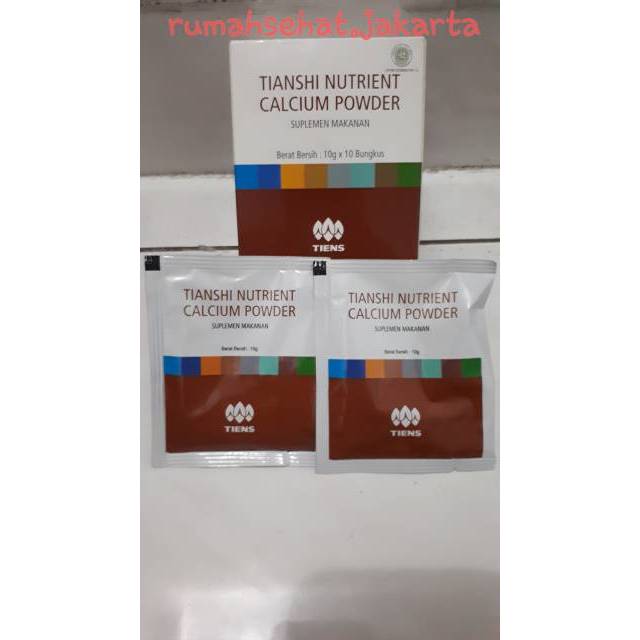 rumahsehat.jakarta
TIANSHI NUTRIENT
CALCIUM POWDER
SUPLEMEN MAKANAN
Berat Bersih : 10g x 10 Bungkus
TIENS
TIANSHI NUTRIENT
CALCIUM POWDER
SUPLEMEN MAKANAN
Berat Bersih : 10g
TIENS
TIANSHI NUTRIENT
CALCIUM POWDER
SUPLEMEN MAKANAN
Berat Bersih : 10g
TIENS